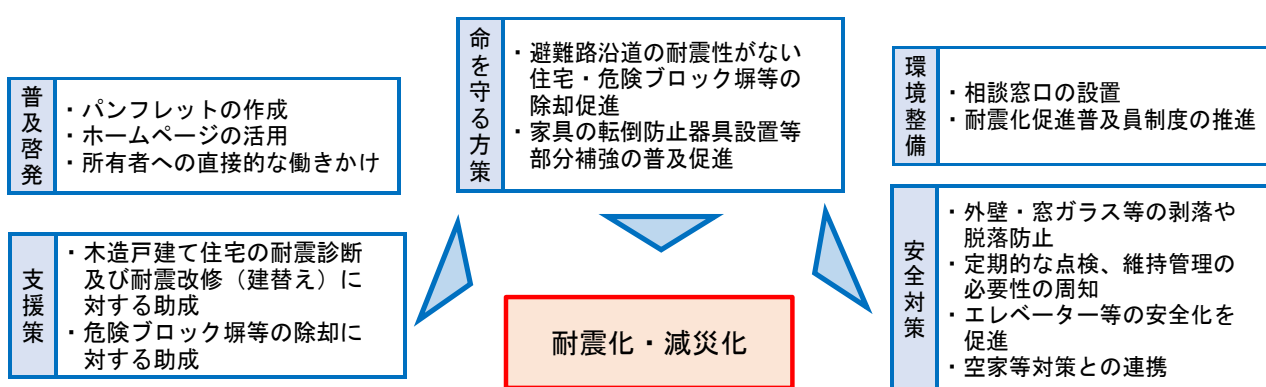 普及啓発
・パンフレットの作成
・ホームページの活用
・所有者への直接的な働きかけ
支援策
・木造戸建て住宅の耐震診断
及び耐震改修（建替え）に
対する助成
・危険ブロック塀等の除却に
対する助成
命を守る方策
・避難路沿道の耐震性がない
住宅・危険ブロック塀等の
除却促進
・家具の転倒防止器具設置等
部分補強の普及促進
耐震化・減災化
環境整備
・相談窓口の設置
・耐震化促進普及員制度の推進
安全対策
・外壁・窓ガラス等の剥落や
脱落防止
・定期的な点検、維持管理の
必要性の周知
・エレベーター等の安全化を
促進
・空家等対策との連携